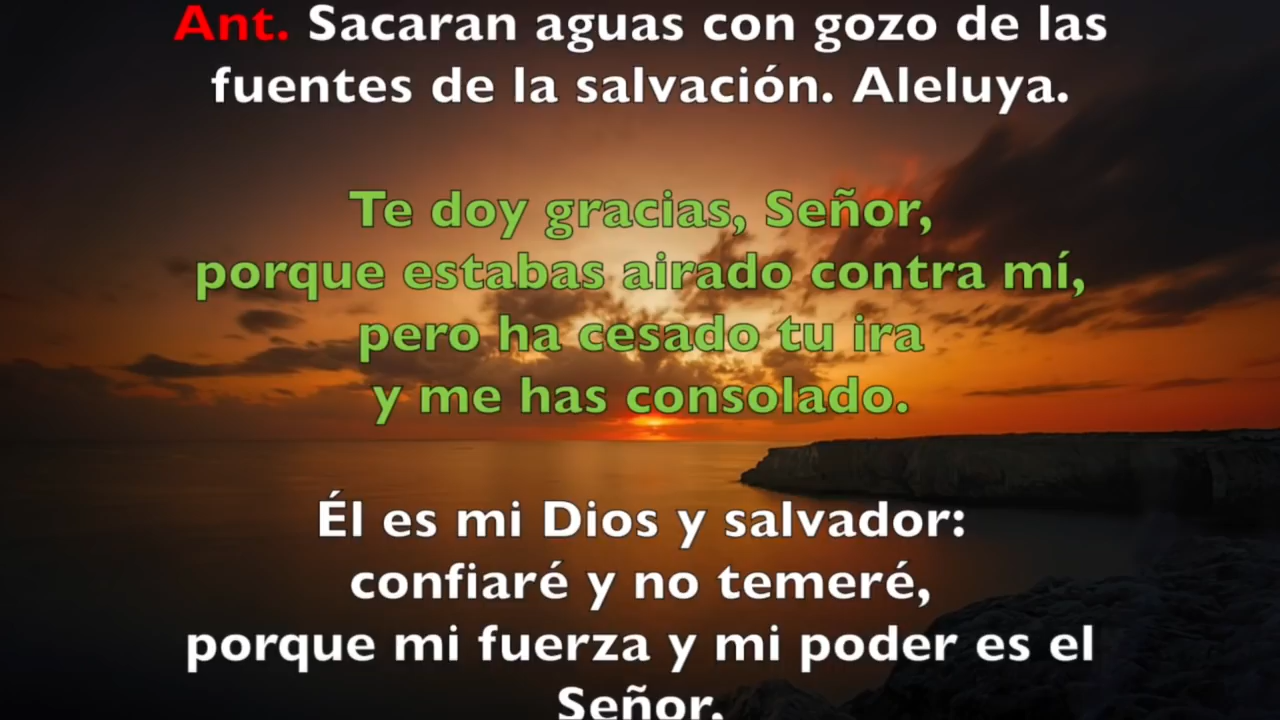 Ant. Sacaran aguas con gozo de las
fuentes de la salvación. Aleluya.
Te doy gracias, Señor,
porque estabas airado contra mí,
pero ha cesado tu ira
y me has consolado.
Él es mi Dios y salvador:
confiaré y no temeré,
porque mi fuerza y mi poder es el
Señor.